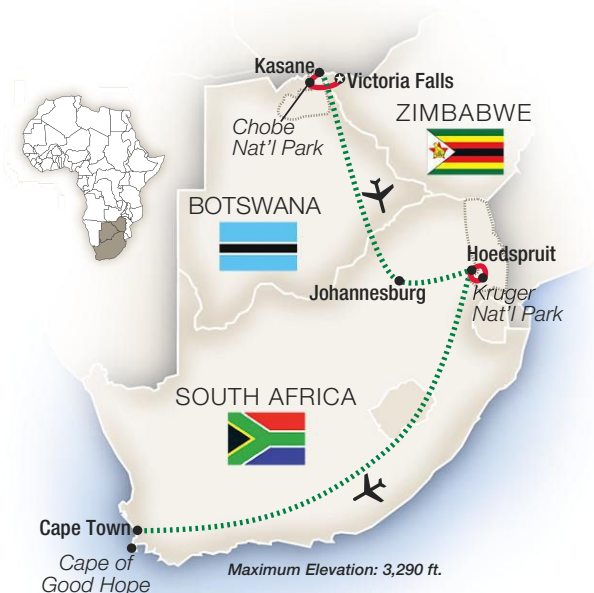 Kasane
Victoria Falls
ZIMBABWE
Chobe
Nat'l Park
BOTSWANA
Hoedspruit
Johannesburg
Kruger
Nat'l Park
SOUTH AFRICA
Cape Town
Cape of
Good Hope
Maximum Elevation: 3,290 ft.